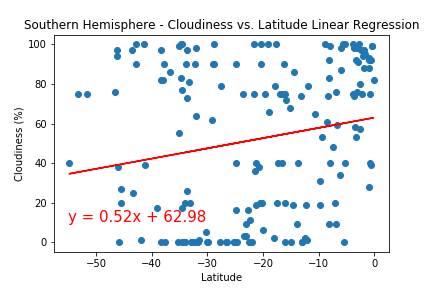 Southern Hemisphere - Cloudiness vs. Latitude Linear Regression
100
80
60
40
20
0
Cloudiness (%)
y = 0.52x + 62.98
−50 −40 −30 −20 −10 0
Latitude